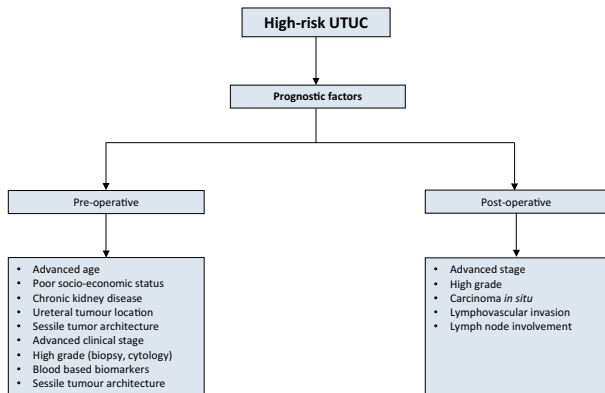 High-risk UTUC
Prognostic factors
Pre-operative
• Advanced age
• Poor socio-economic status
• Chronic kidney disease
• Ureteral tumour location
• Sessile tumor architecture
• Advanced clinical stage
• High grade (biopsy, cytology)
• Blood based biomarkers
• Sessile tumour architecture
Post-operative
• Advanced stage
• High grade
• Carcinoma in situ
• Lymphovascular invasion
• Lymph node involvement